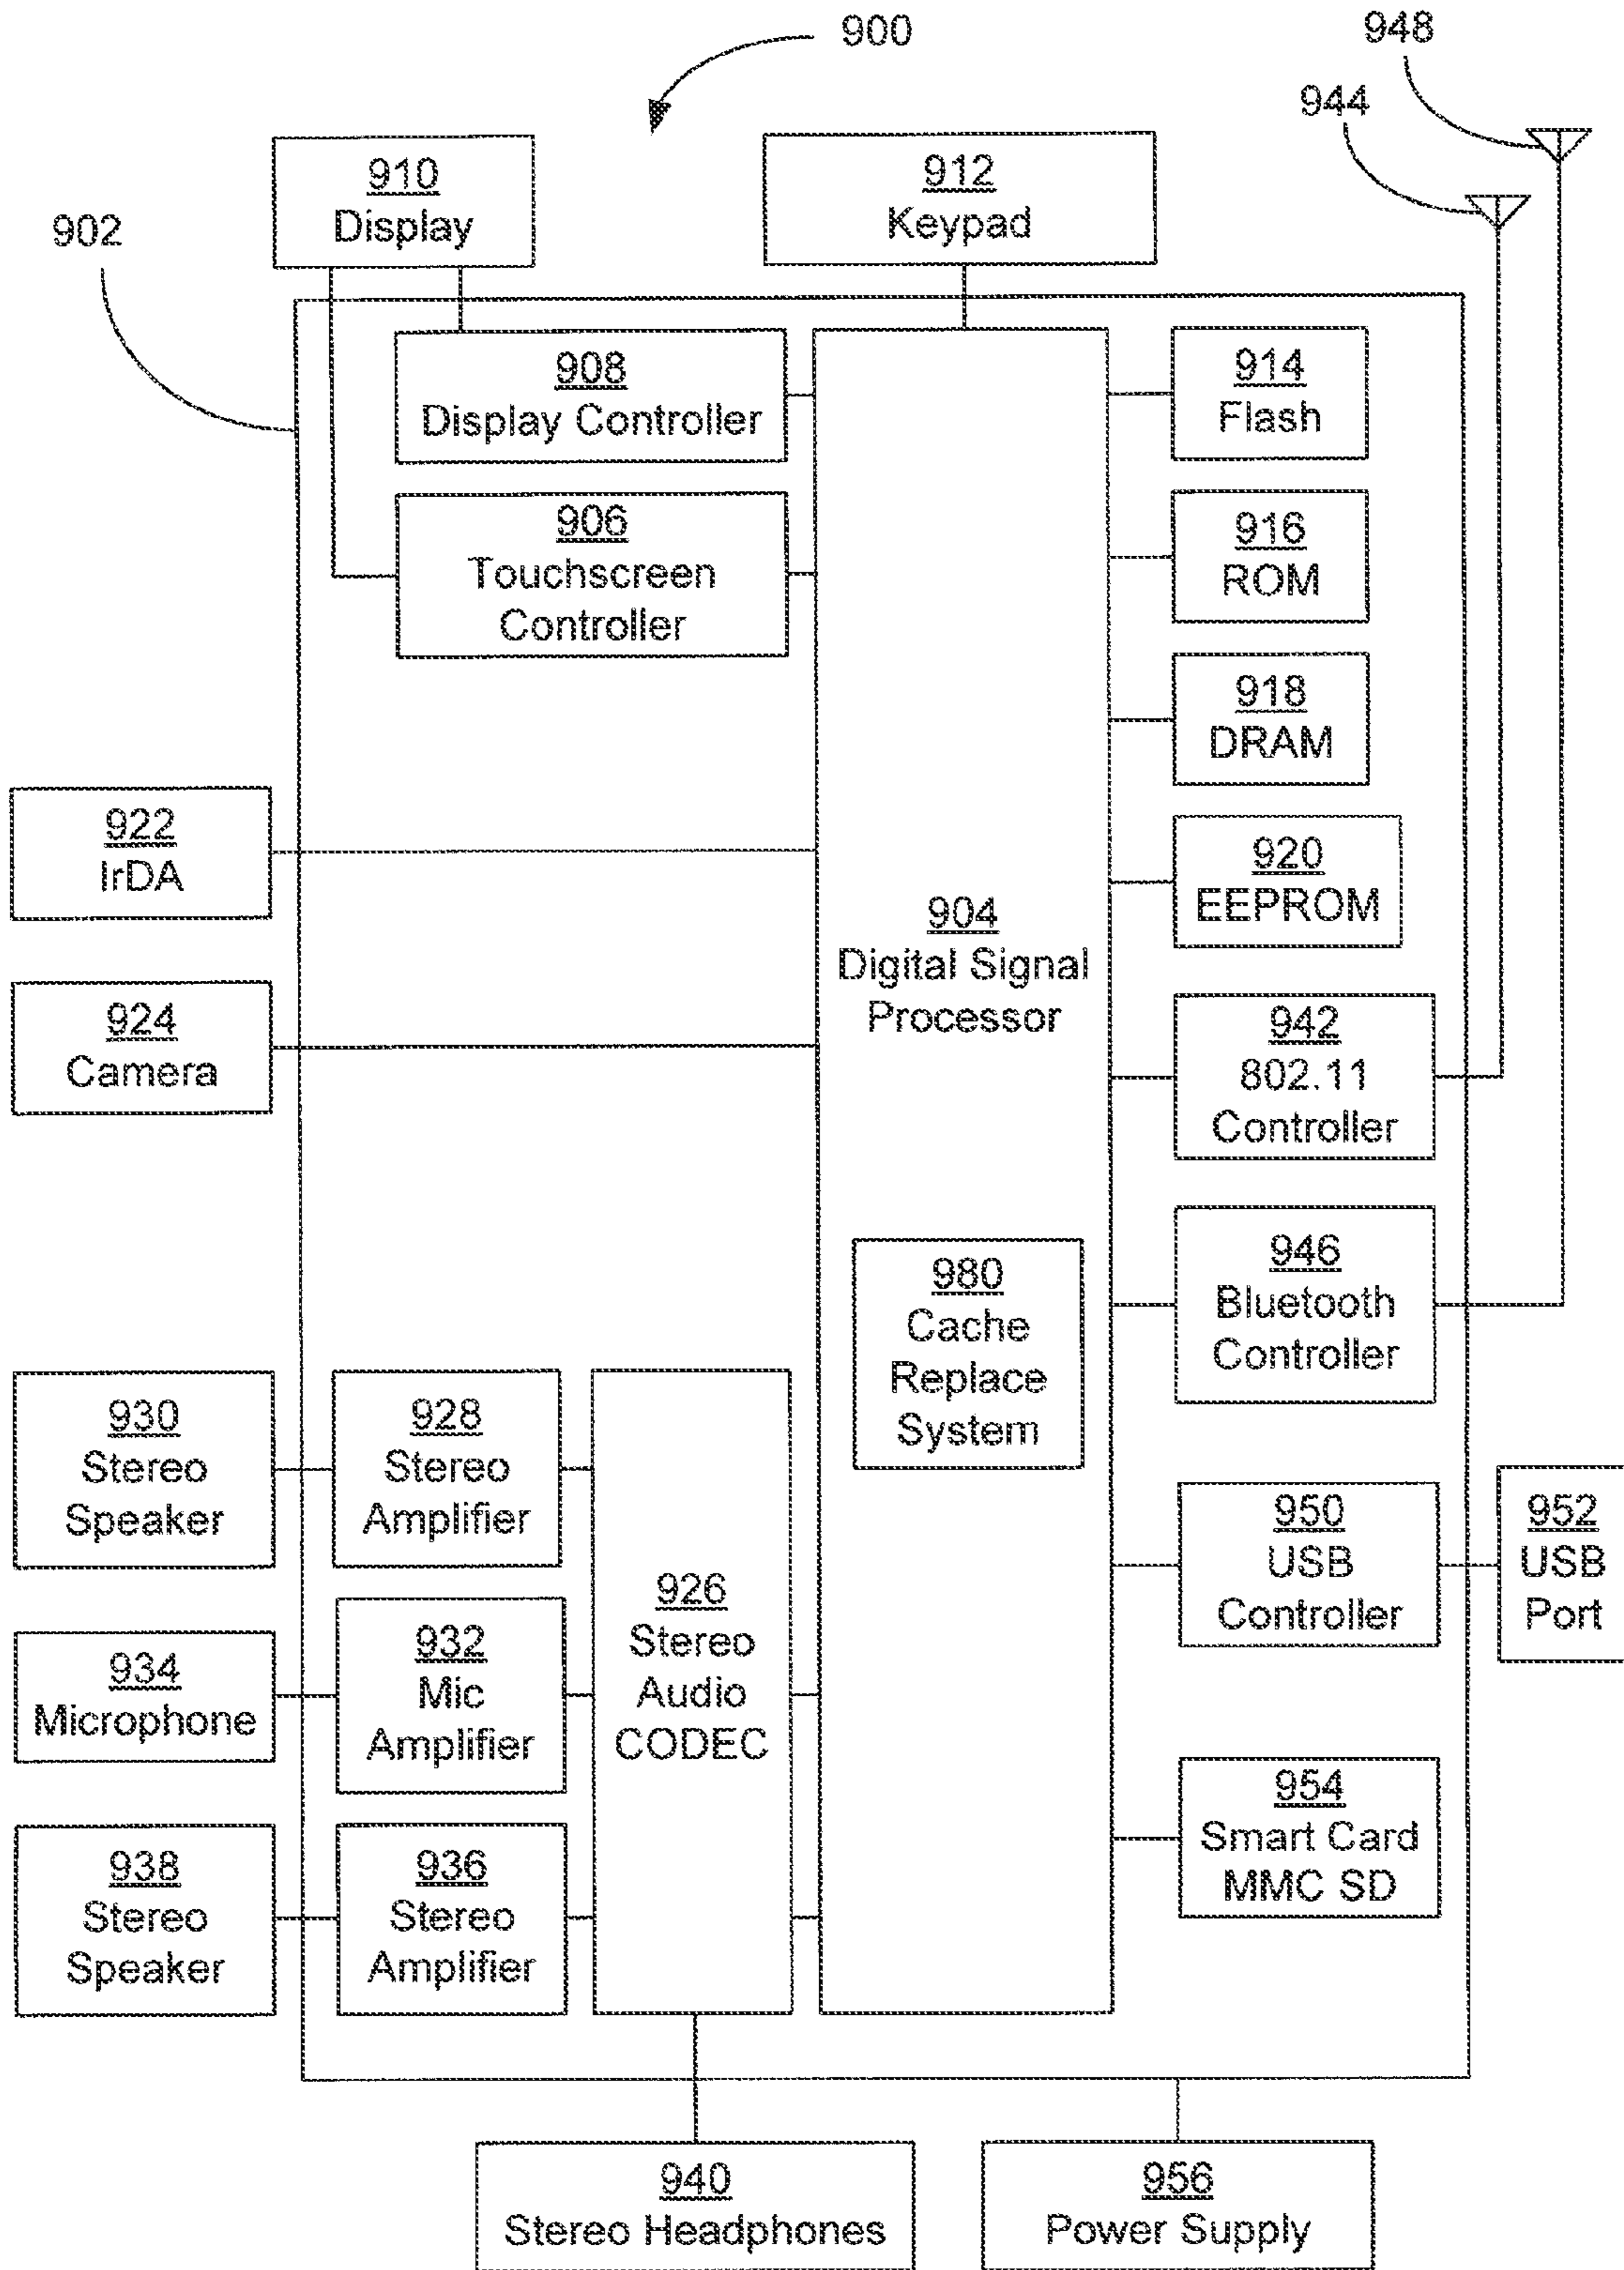 900
948
944
902
910
Display
912
Keypad
908
Display Controller
906
Touchscreen
Controller
914
Flash
916
ROM
918
DRAM
920
EEPROM
922
IrDA
924
Camera
904
Digital Signal
Processor
942
802.11
Controller
980
Cache
Replace
System
946
Bluetooth
Controller
930
Stereo
Speaker
928
Stereo
Amplifier
926
Stereo
Audio
CODEC
950
USB
Controller
952
USB
Port
934
Microphone
932
Mic
Amplifier
954
Smart Card
MMC SD
938
Stereo
Speaker
936
Stereo
Amplifier
940
Stereo Headphones
956
Power Supply